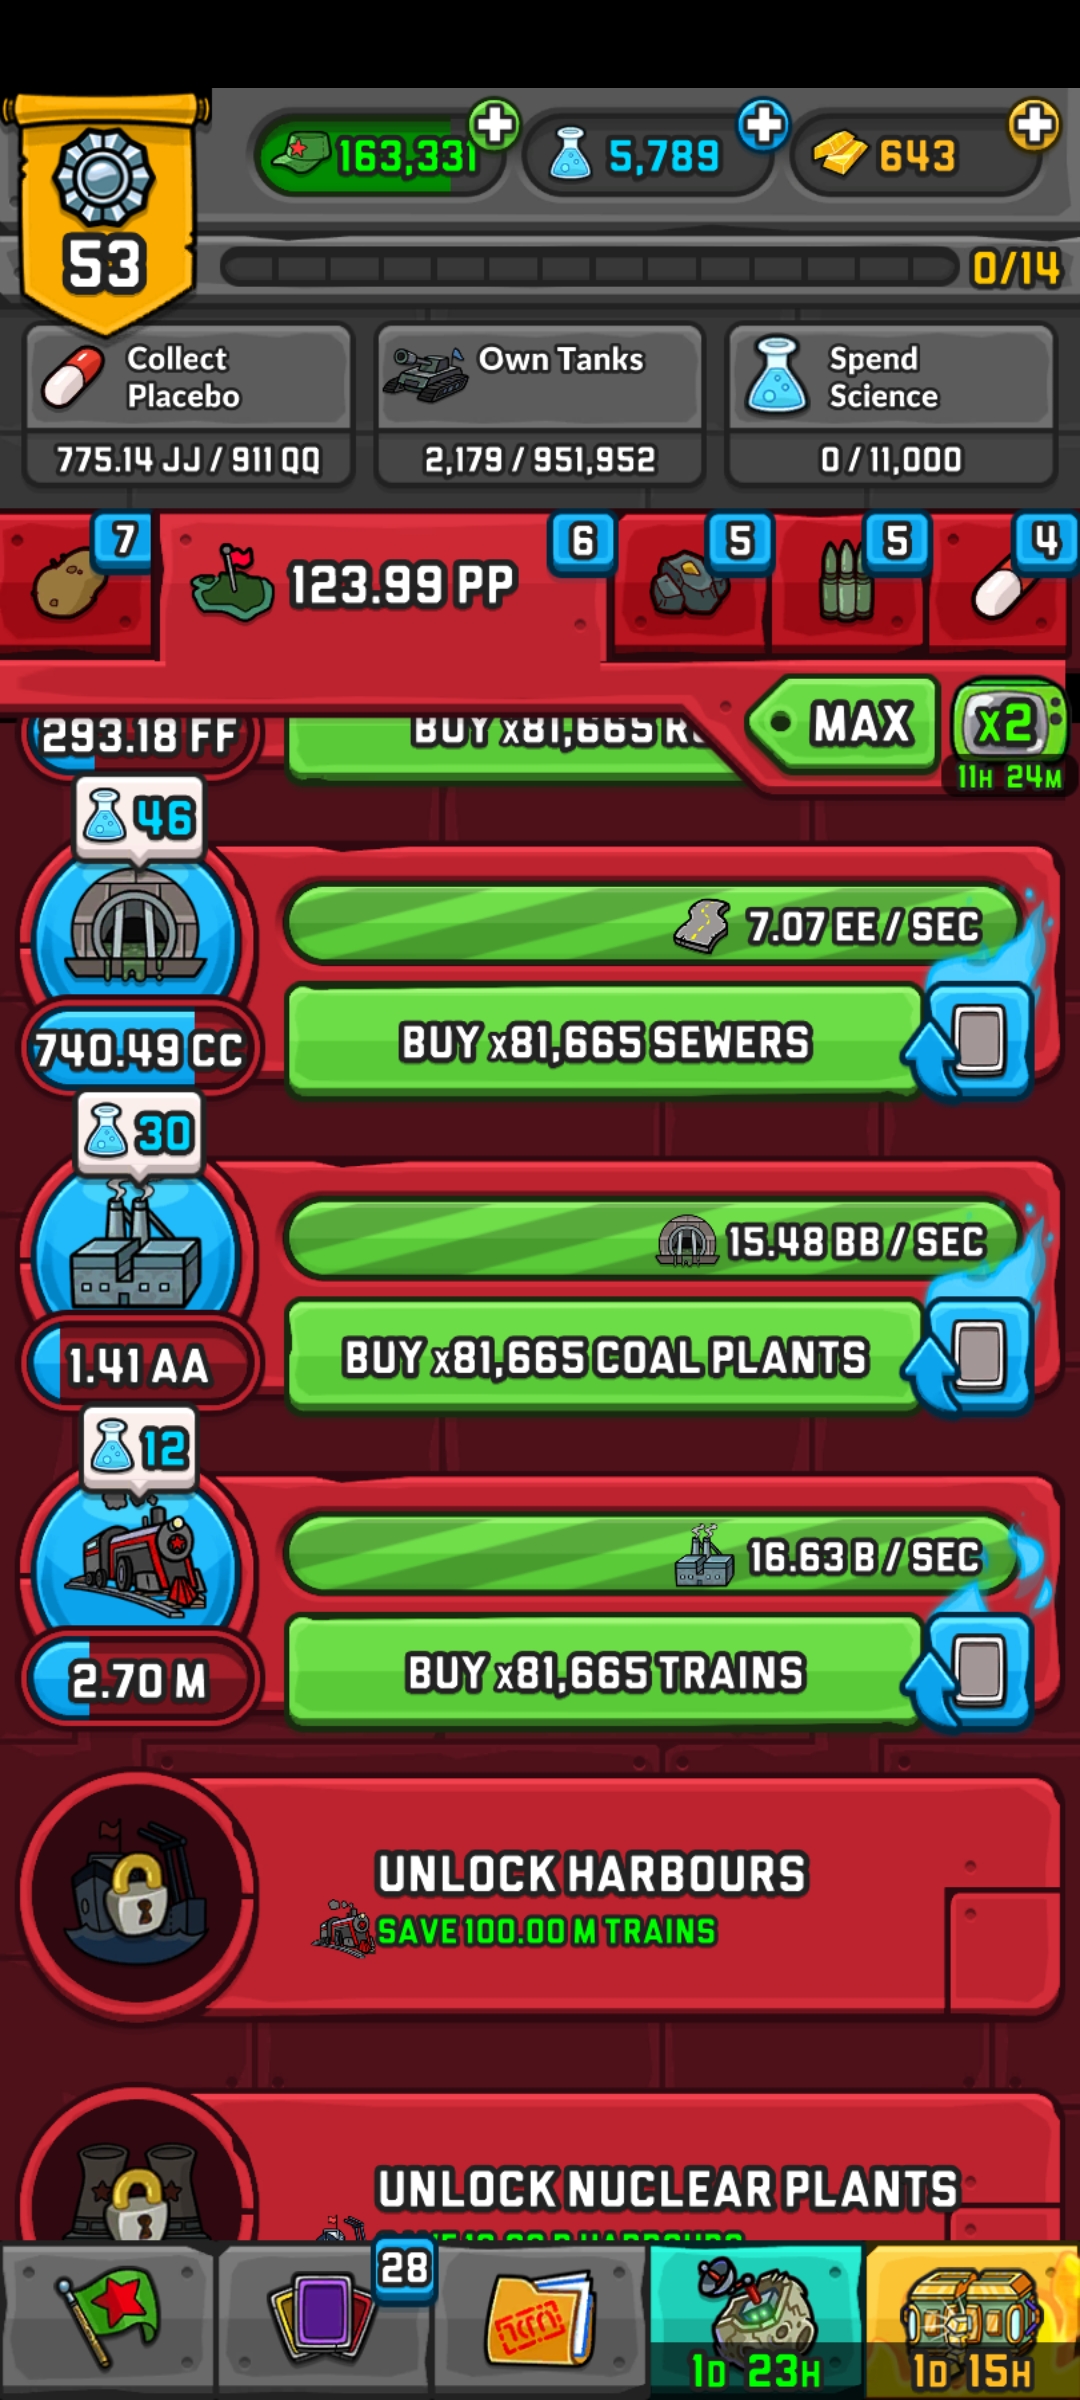 163,331
5,789
643
53
0/14
Collect
Placebo
775.14 JJ / 911 QQ
Own Tanks
2,179 / 951,952
Spend
Science
0 / 11,000
7
123.99 PP
6
5
5
4
MAX
x2
11H 24M
293.18 FF
BUY x81,665
46
7.07 EE / SEC
740.49 CC
BUY x81,665 SEWERS
30
15.48 BB / SEC
1.41 AA
BUY x81,665 COAL PLANTS
12
16.63 B / SEC
2.70 M
BUY x81,665 TRAINS
UNLOCK HARBOURS
SAVE 100.00 M TRAINS
UNLOCK NUCLEAR PLANTS
28
1D 23H
1D 15H